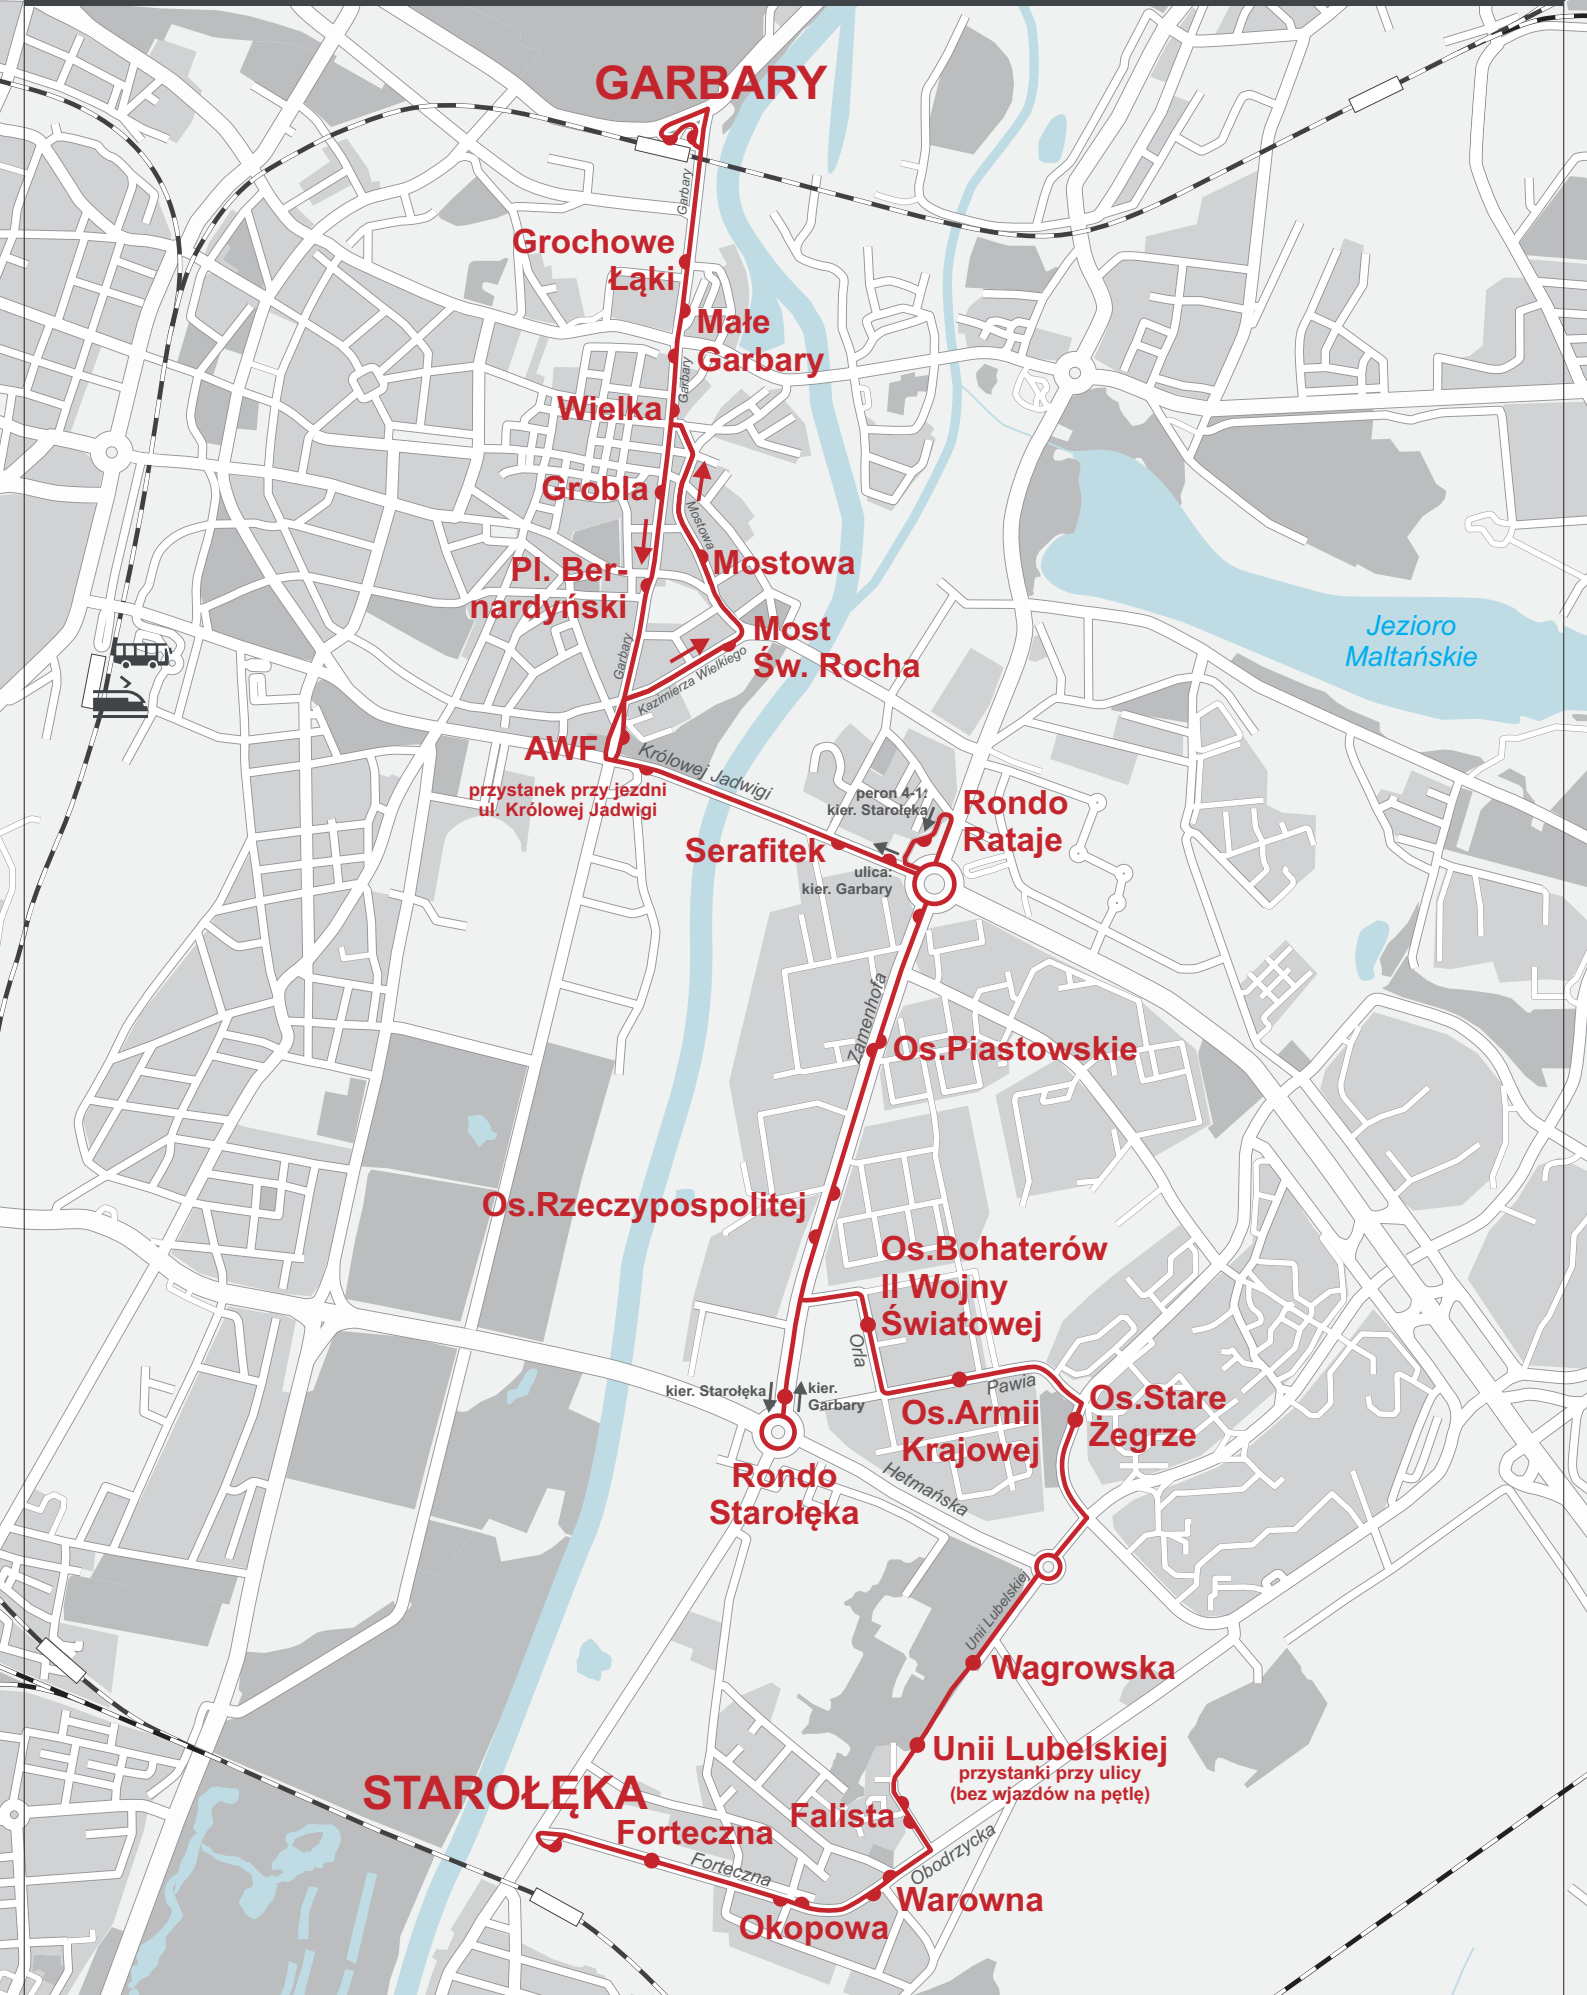 GARBARY
Garbary
Grochowe
Łąki
Małe
Garbary
Garbary
Wielka
Grobla
Mostowa
Mostowa
Pl. Ber-
nardyński
Most
Św. Rocha
Garbary
Kazimierza Wielkiego
Jezioro
Maltańskie
AWF
przystanek przy jezdni
ul. Królowej Jadwigi
Królowej Jadwigi
peron 4-1:
kier. Starołęka
Rondo
Rataje
Serafitek
ulica:
kier. Garbary
Zamenhofa
Os.Piastowskie
Os.Rzeczypospolitej
Os.Bohaterów
II Wojny
Światowej
Orla
kier. Starołęka
kier.
Garbary
Pawia
Os.Armii
Krajowej
Os.Stare
Żegrze
Rondo
Starołęka
Hetmańska
Unii Lubelskiej
Wagrowska
Unii Lubelskiej
przystanki przy ulicy
(bez wjazdów na pętlę)
STAROŁĘKA
Falista
Forteczna
Forteczna
Obodrzycka
Warowna
Okopowa